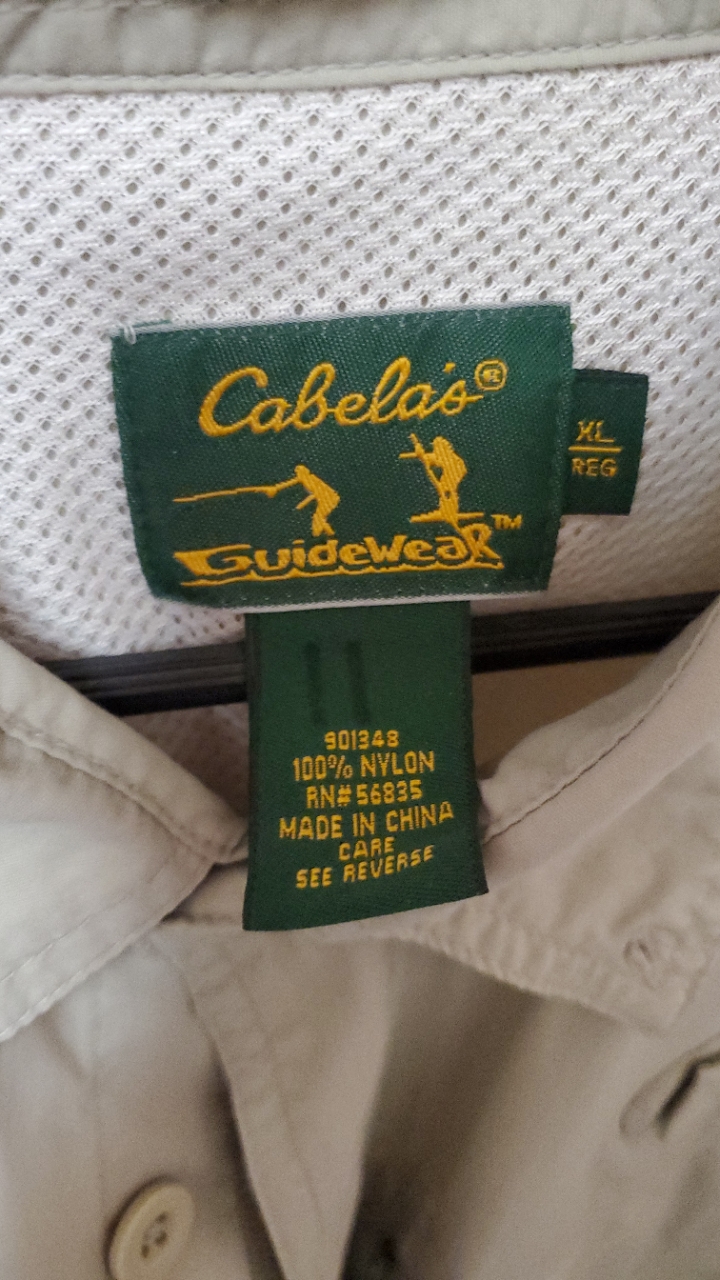 Cabela's®
GuideWear™
XL
REG
901348
100% NYLON
RN# 56835
MADE IN CHINA
CARE
SEE REVERSE